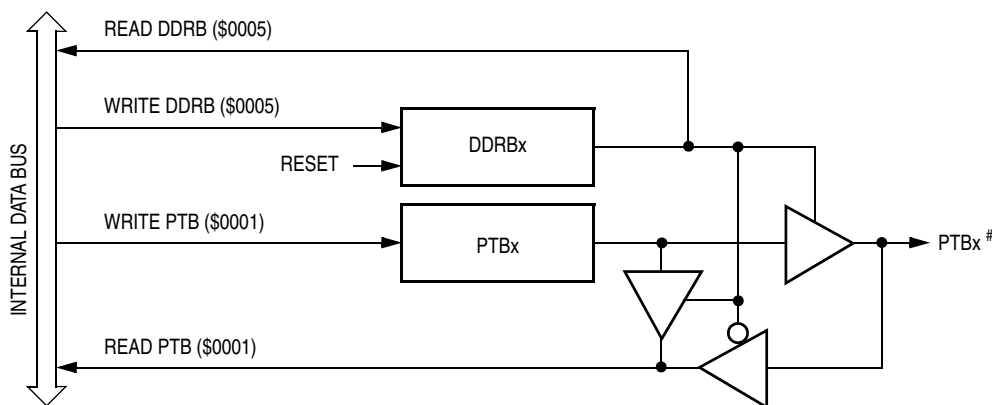 READ DDRB ($0005)
WRITE DDRB ($0005)
DDRBx
RESET
WRITE PTB ($0001)
PTBx
PTBx #
READ PTB ($0001)
INTERNAL DATA BUS